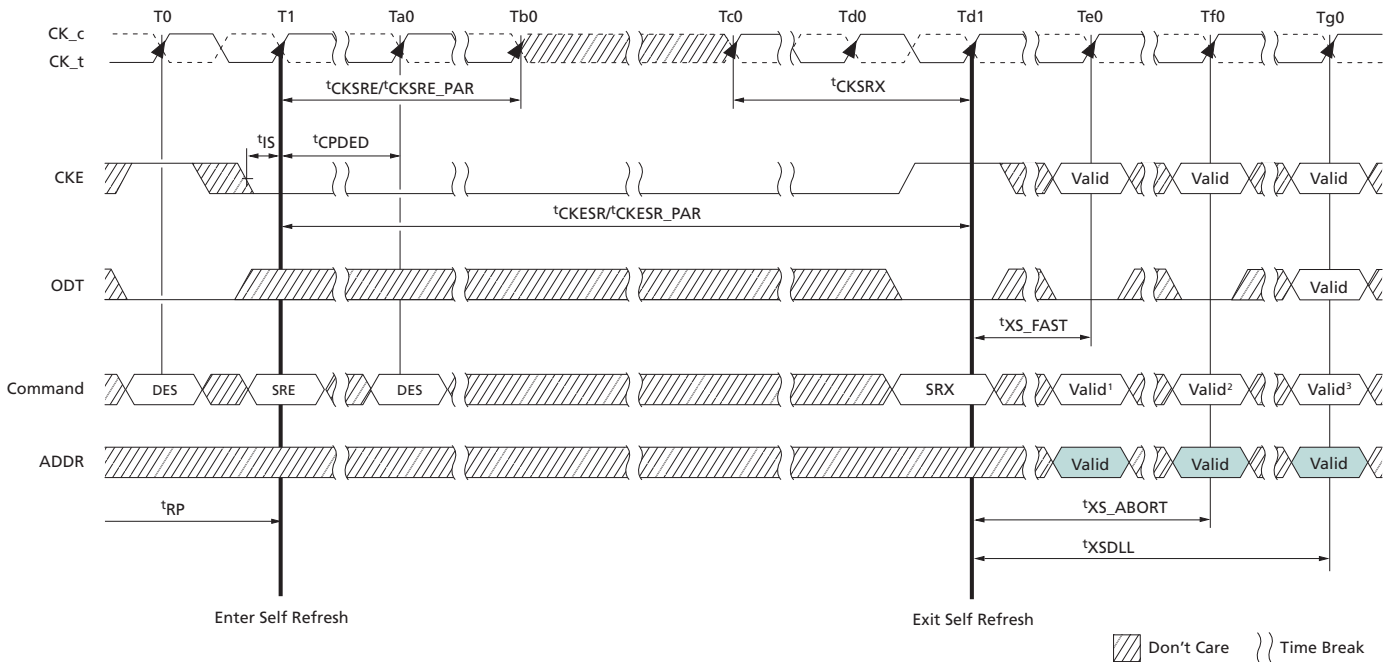 T0 T1 Ta0 Tb0 Tc0 Td0 Td1 Te0 Tf0 Tg0
CK_c
CK_t
tCKSRE/tCKSRE_PAR tCKSRX
tIS tCPDED
CKE Valid Valid Valid
tCKESR/tCKESR_PAR
ODT Valid
tXS_FAST
Command DES SRE DES SRX Valid1 Valid2 Valid3
ADDR Valid Valid Valid
tRP tXS_ABORT
tXSDLL
Enter Self Refresh Exit Self Refresh
Don't Care Time Break